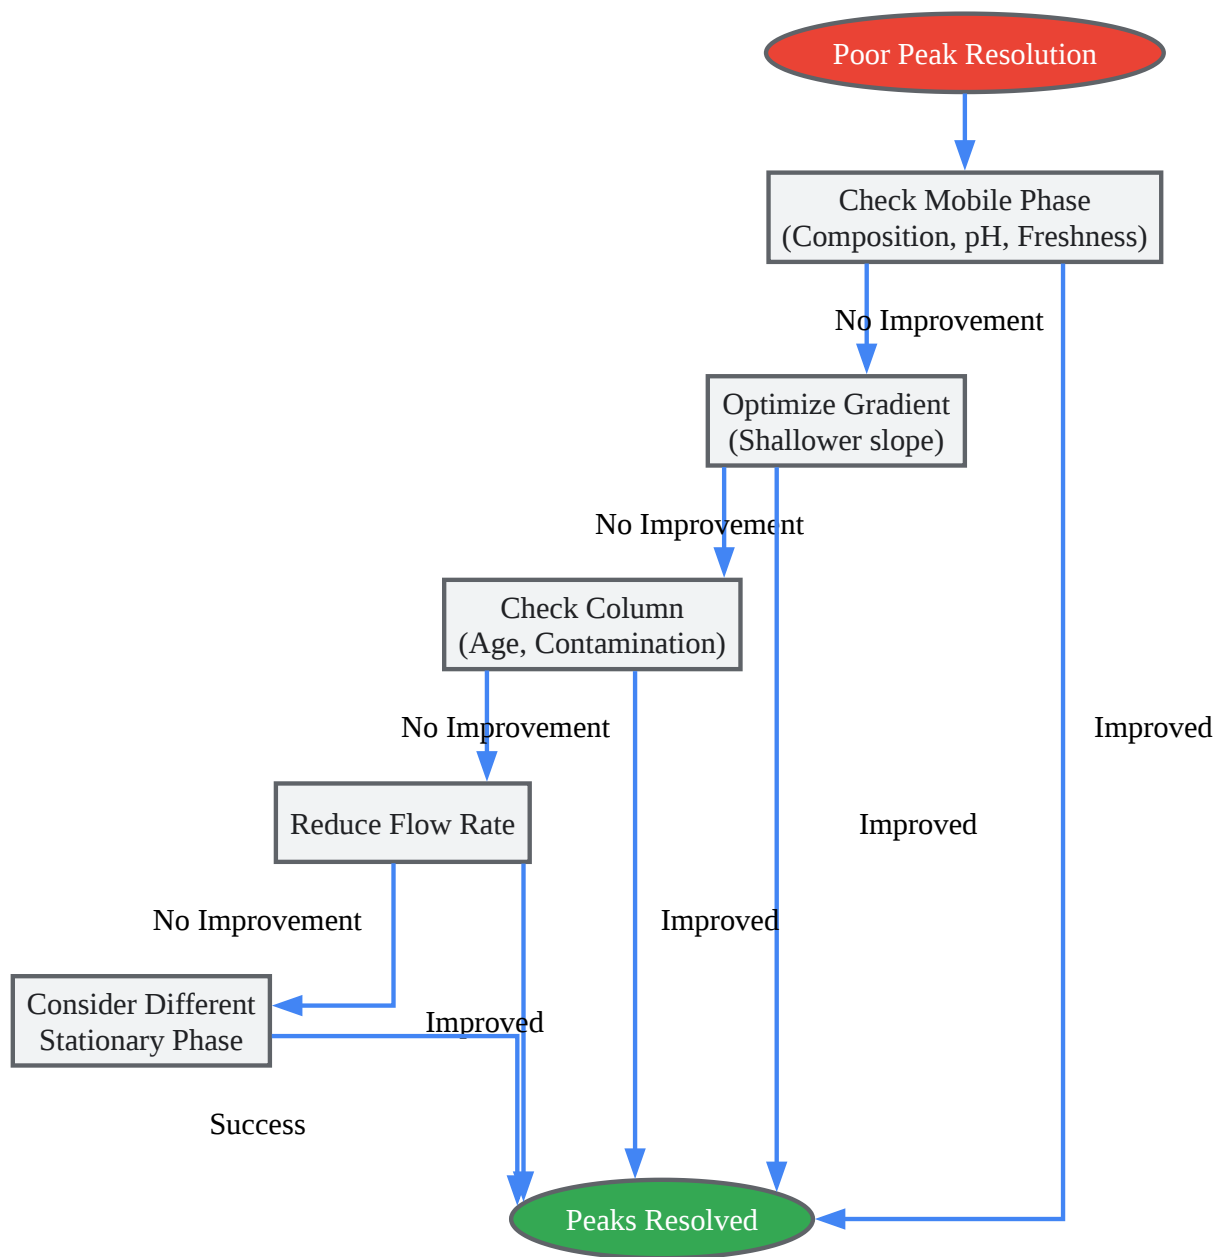 Poor Peak Resolution
Check Mobile Phase
(Composition, pH, Freshness)
No Improvement
Optimize Gradient
(Shallower slope)
No Improvement
Check Column
(Age, Contamination)
No Improvement
Improved
Reduce Flow Rate
Improved
No Improvement
Improved
Consider Different
Stationary Phase
Improved
Success
Peaks Resolved